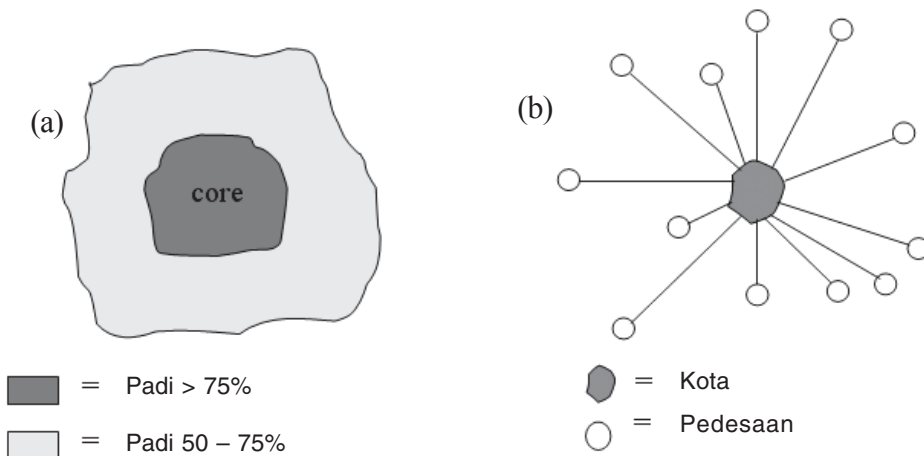 (a)
core
= Padi > 75%
= Padi 50 – 75%
(b)
= Kota
= Pedesaan